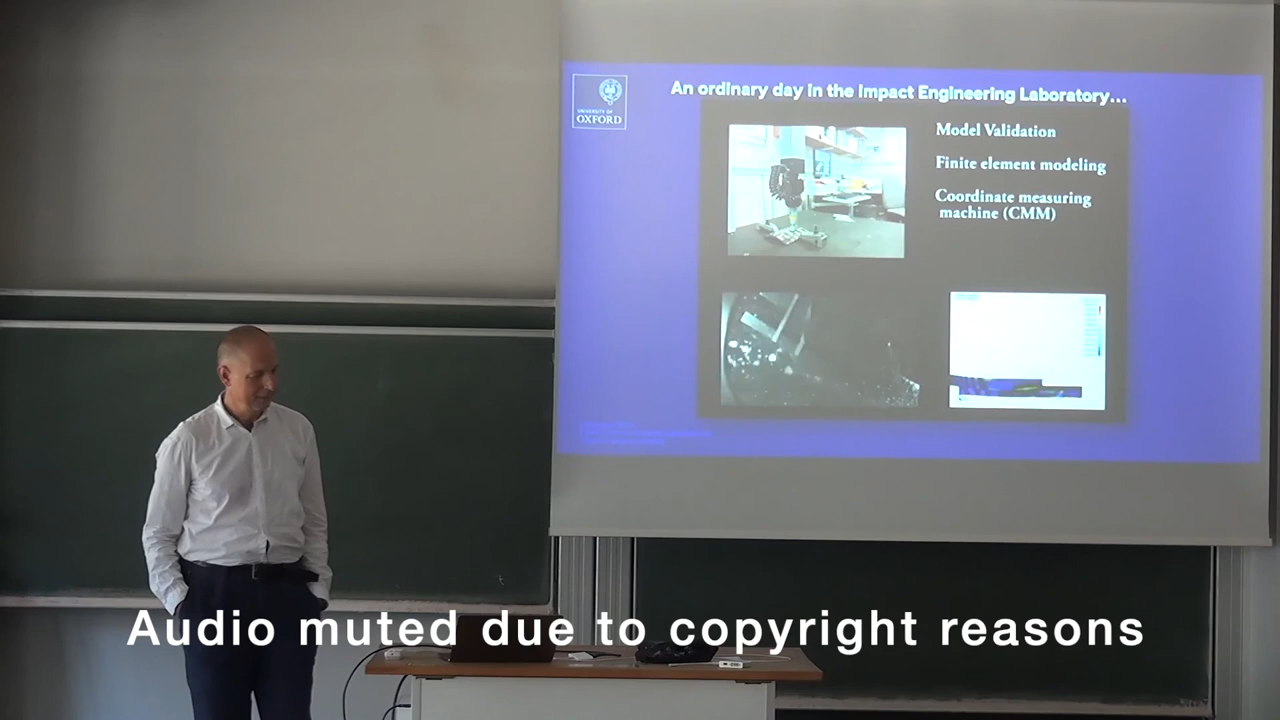 An ordinary day in the Impact Engineering Laboratory...
UNIVERSITY OF
OXFORD
Model Validation
Finite element modeling
Coordinate measuring
machine (CMM)
Audio muted due to copyright reasons